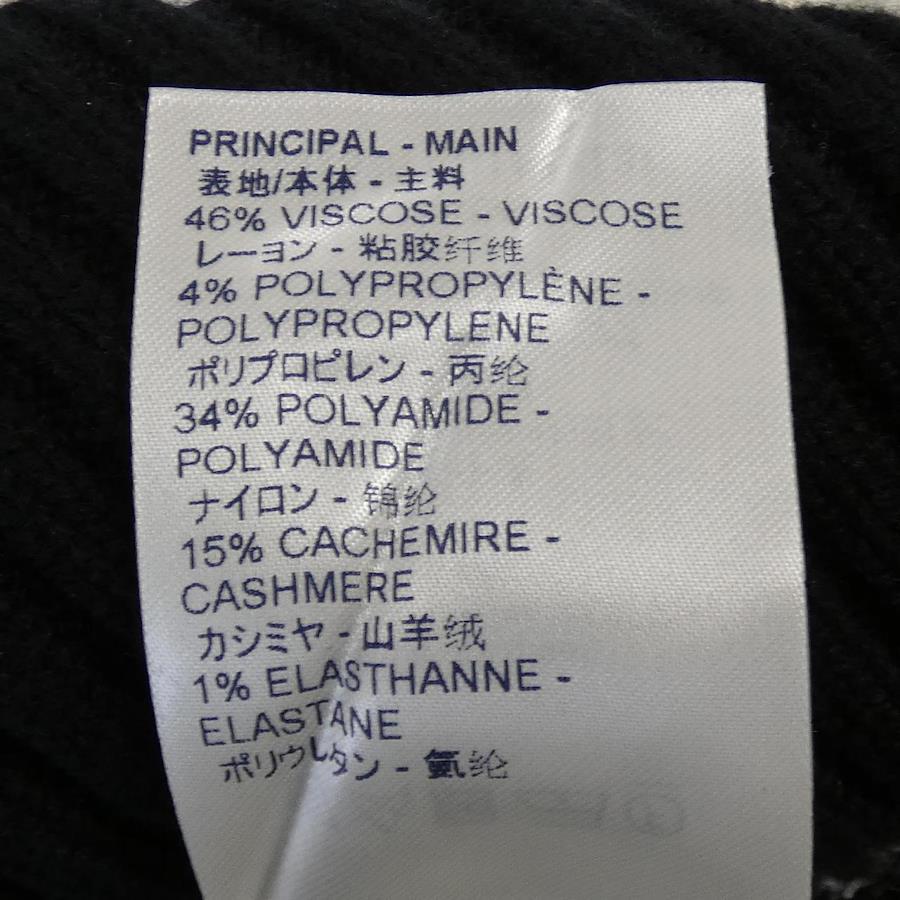 PRINCIPAL - MAIN
表地/本体 - 主料
46% VISCOSE - VISCOSE
レーヨン - 粘胶纤维
4% POLYPROPYLÈNE -
POLYPROPYLENE
ポリプロピレン - 丙纶
34% POLYAMIDE -
POLYAMIDE
ナイロン - 锦纶
15% CACHEMIRE -
CASHMERE
カシミヤ - 山羊绒
1% ELASTHANNE -
ELASTANE
ポリウレタン - 氨纶